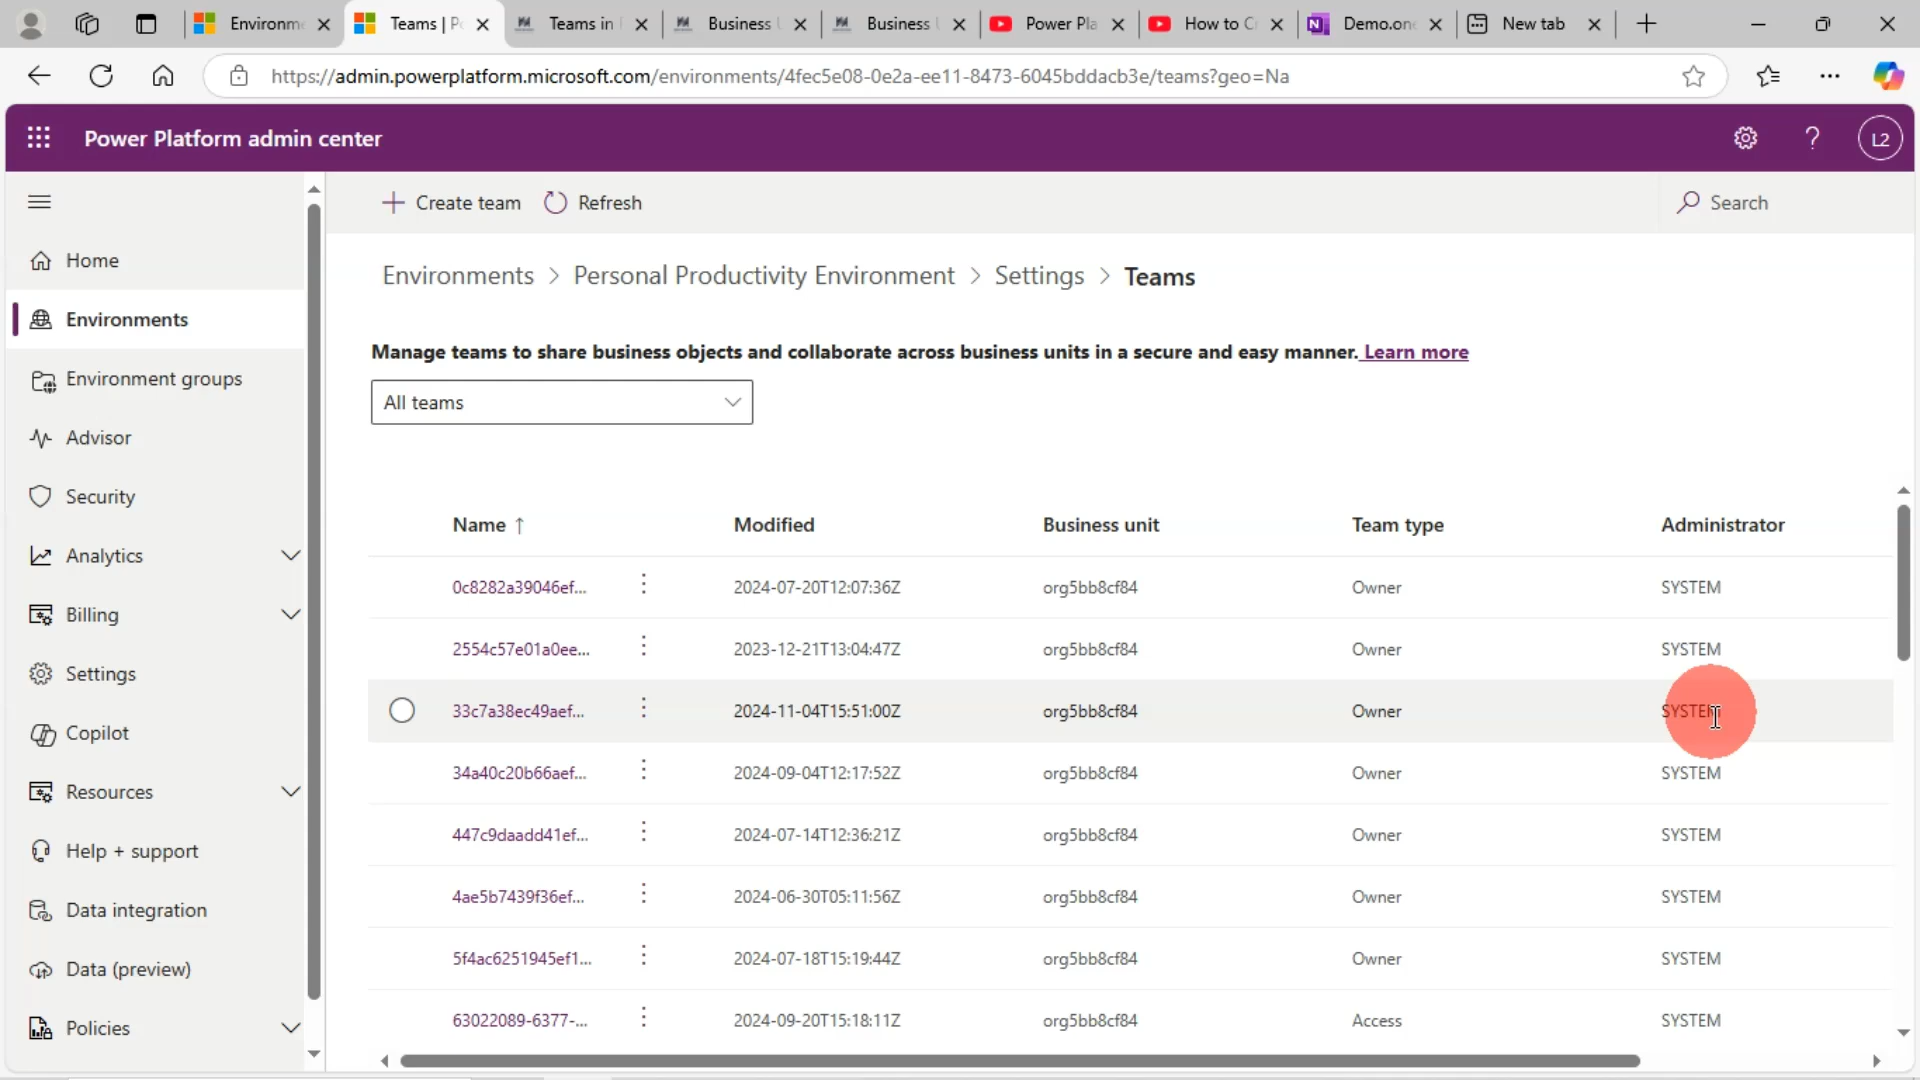 Environme
Teams | Po
Teams in
Business U
Business U
Power Pla
How to Cr
Demo.one
New tab
https://admin.powerplatform.microsoft.com/environments/4fec5e08-0e2a-ee11-8473-6045bddacb3e/teams?geo=Na
Power Platform admin center
L2
Create team
Refresh
Search
Home
Environments
Environment groups
Advisor
Security
Analytics
Billing
Settings
Copilot
Resources
Help + support
Data integration
Data (preview)
Policies
Environments > Personal Productivity Environment > Settings > Teams
Manage teams to share business objects and collaborate across business units in a secure and easy manner. Learn more
All teams
Name ↑ Modified Business unit Team type Administrator
0c8282a39046ef... 2024-07-20T12:07:36Z org5bb8cf84 Owner SYSTEM
2554c57e01a0ee... 2023-12-21T13:04:47Z org5bb8cf84 Owner SYSTEM
33c7a38ec49aef... 2024-11-04T15:51:00Z org5bb8cf84 Owner SYSTEM
34a40c20b66aef... 2024-09-04T12:17:52Z org5bb8cf84 Owner SYSTEM
447c9daadd41ef... 2024-07-14T12:36:21Z org5bb8cf84 Owner SYSTEM
4ae5b7439f36ef... 2024-06-30T05:11:56Z org5bb8cf84 Owner SYSTEM
5f4ac6251945ef1... 2024-07-18T15:19:44Z org5bb8cf84 Owner SYSTEM
63022089-6377-... 2024-09-20T15:18:11Z org5bb8cf84 Access SYSTEM